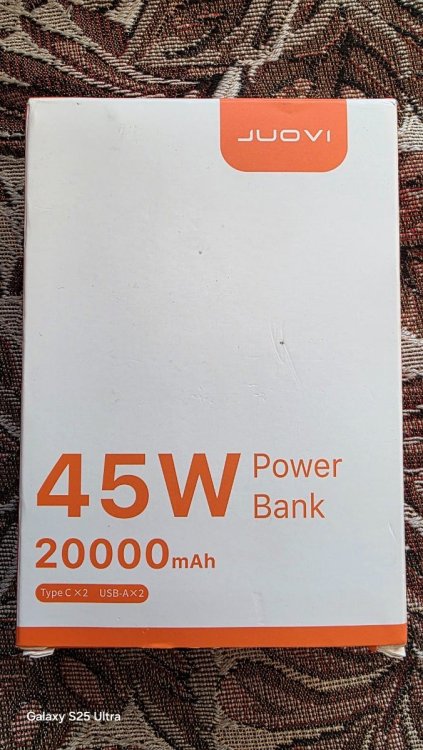 JUOVI
45W Power Bank
20000mAh
Type C×2 USB-A×2
Galaxy S25 Ultra